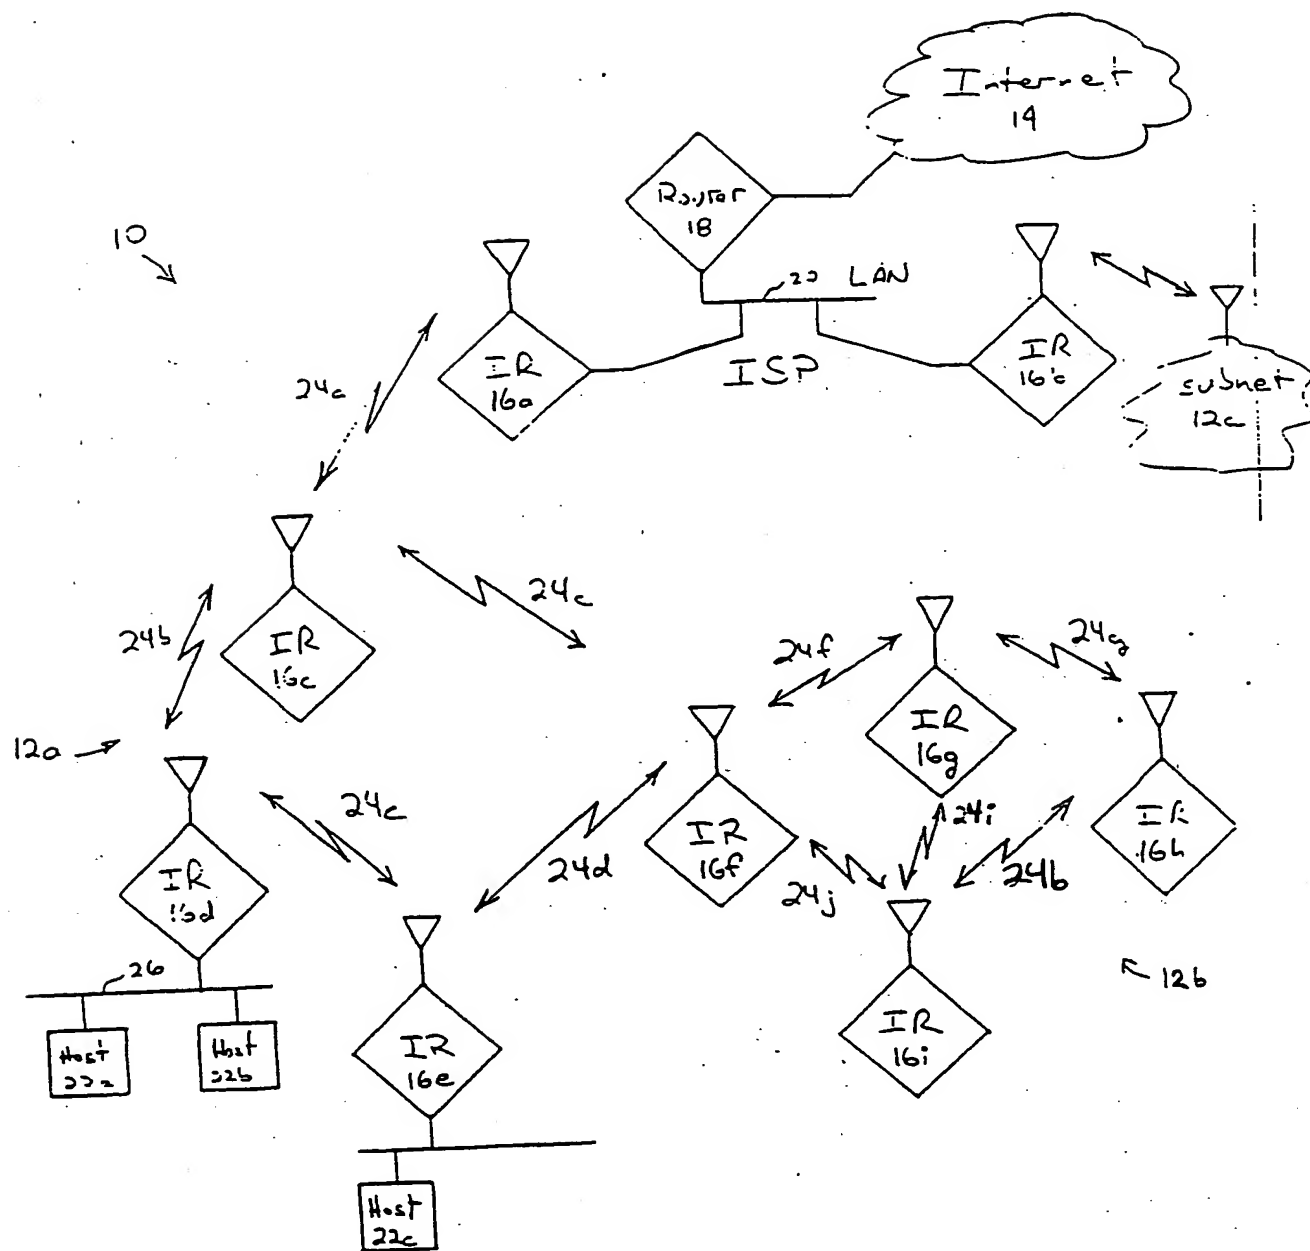 Internet
14
Router
18
10
20
LAN
ISP
IR
16a
IR
subnet
12c
24a
24c
24b
IR
16c
12a
24f
24g
IR
16g
IR
16f
IR
16h
24c
24d
24i
24j
24b
IR
16d
26
IR
16e
IR
16i
12b
Host
22a
Host
22b
Host
22c